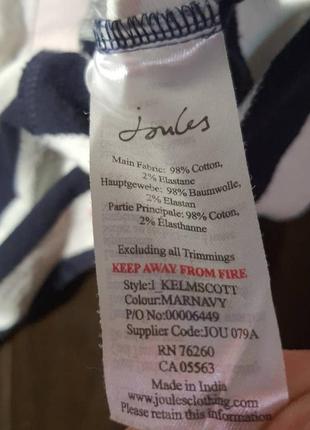 Joules
Main Fabric: 98% Cotton,
2% Elastane
Hauptgewebe: 98% Baumwolle,
2% Elastan
Partie Principale: 98% Coton,
2% Élasthanne
Excluding all Trimmings
KEEP AWAY FROM FIRE
Style:J_KELMSCOTT
Colour:MARNAVY
P/O No:00006449
Supplier Code:JOU 079A
RN 76260
CA 05563
Made in India
www.joulesclothing.com
Please retain this information